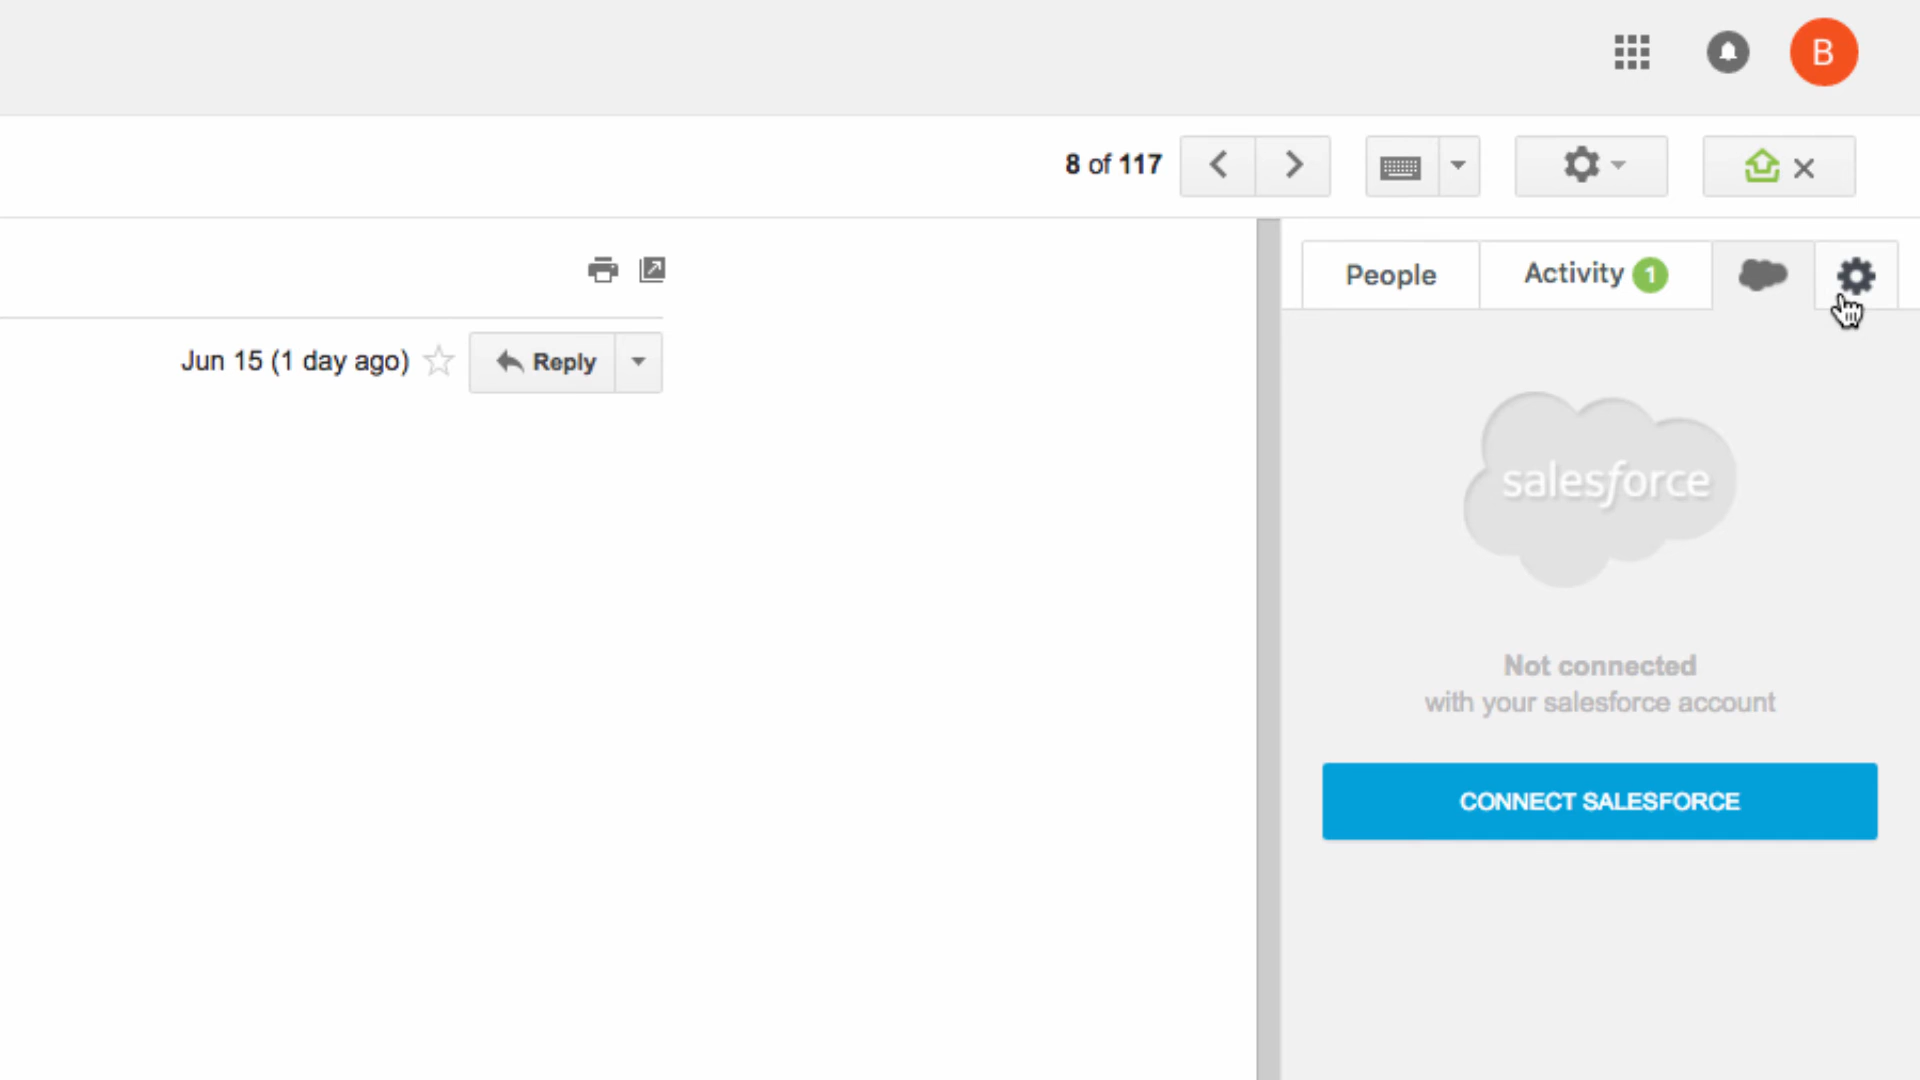 B
8 of 117
People
Activity 1
Jun 15 (1 day ago)
Reply
salesforce
Not connected
with your salesforce account
CONNECT SALESFORCE